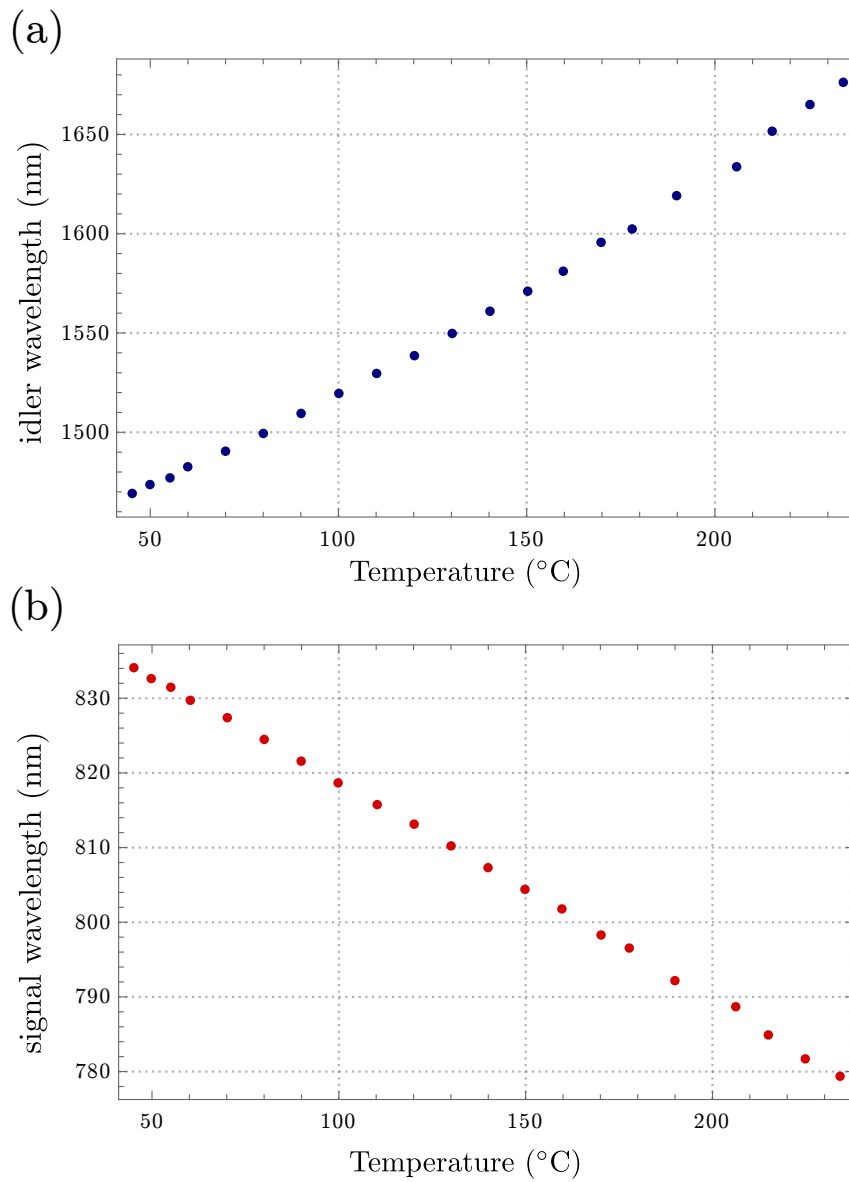 (a)
idler wavelength (nm)
1650
1600
1550
1500
50 100 150 200
Temperature (°C)
(b)
signal wavelength (nm)
830
820
810
800
790
780
50 100 150 200
Temperature (°C)